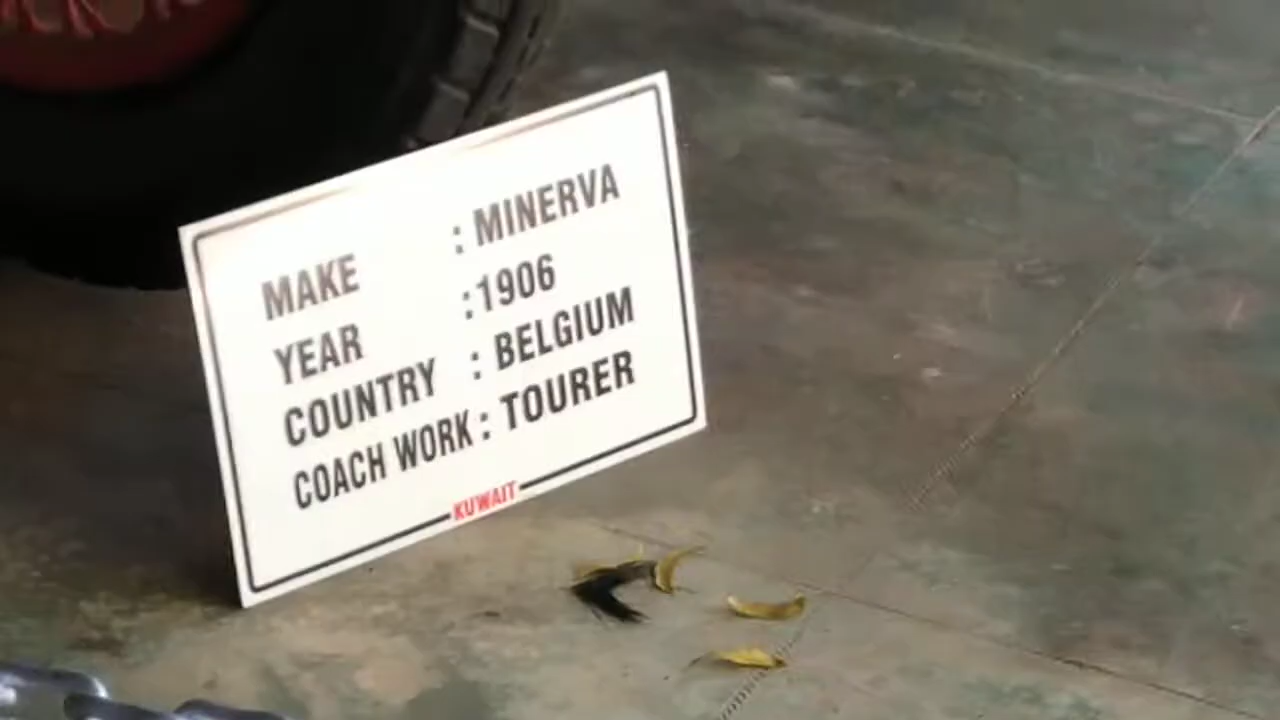 MAKE : MINERVA
YEAR :1906
COUNTRY : BELGIUM
COACH WORK : TOURER
KUWAIT